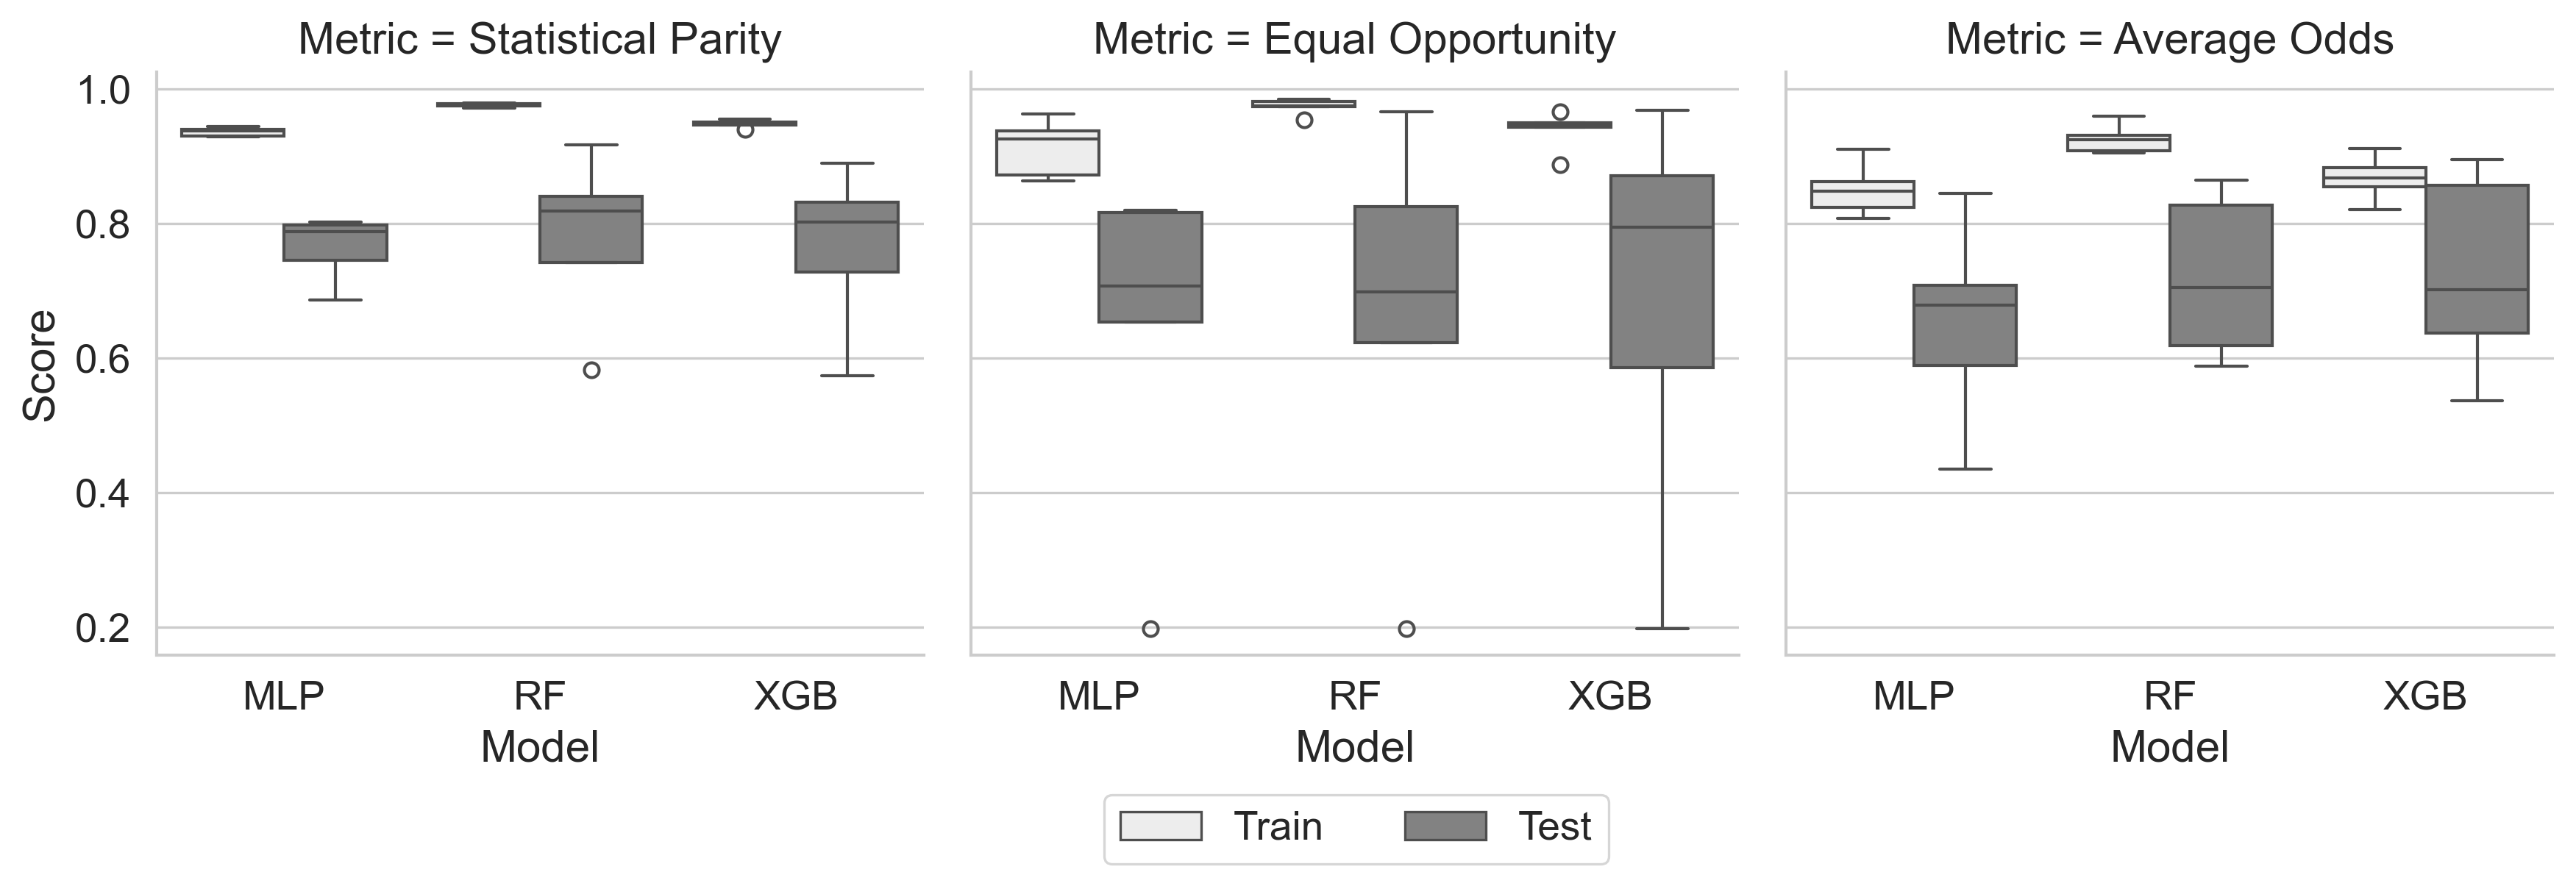 Metric = Statistical Parity
Metric = Equal Opportunity
Metric = Average Odds
Score
1.0
0.8
0.6
0.4
0.2
MLP RF XGB
MLP RF XGB
MLP RF XGB
Model
Model
Model
Train Test